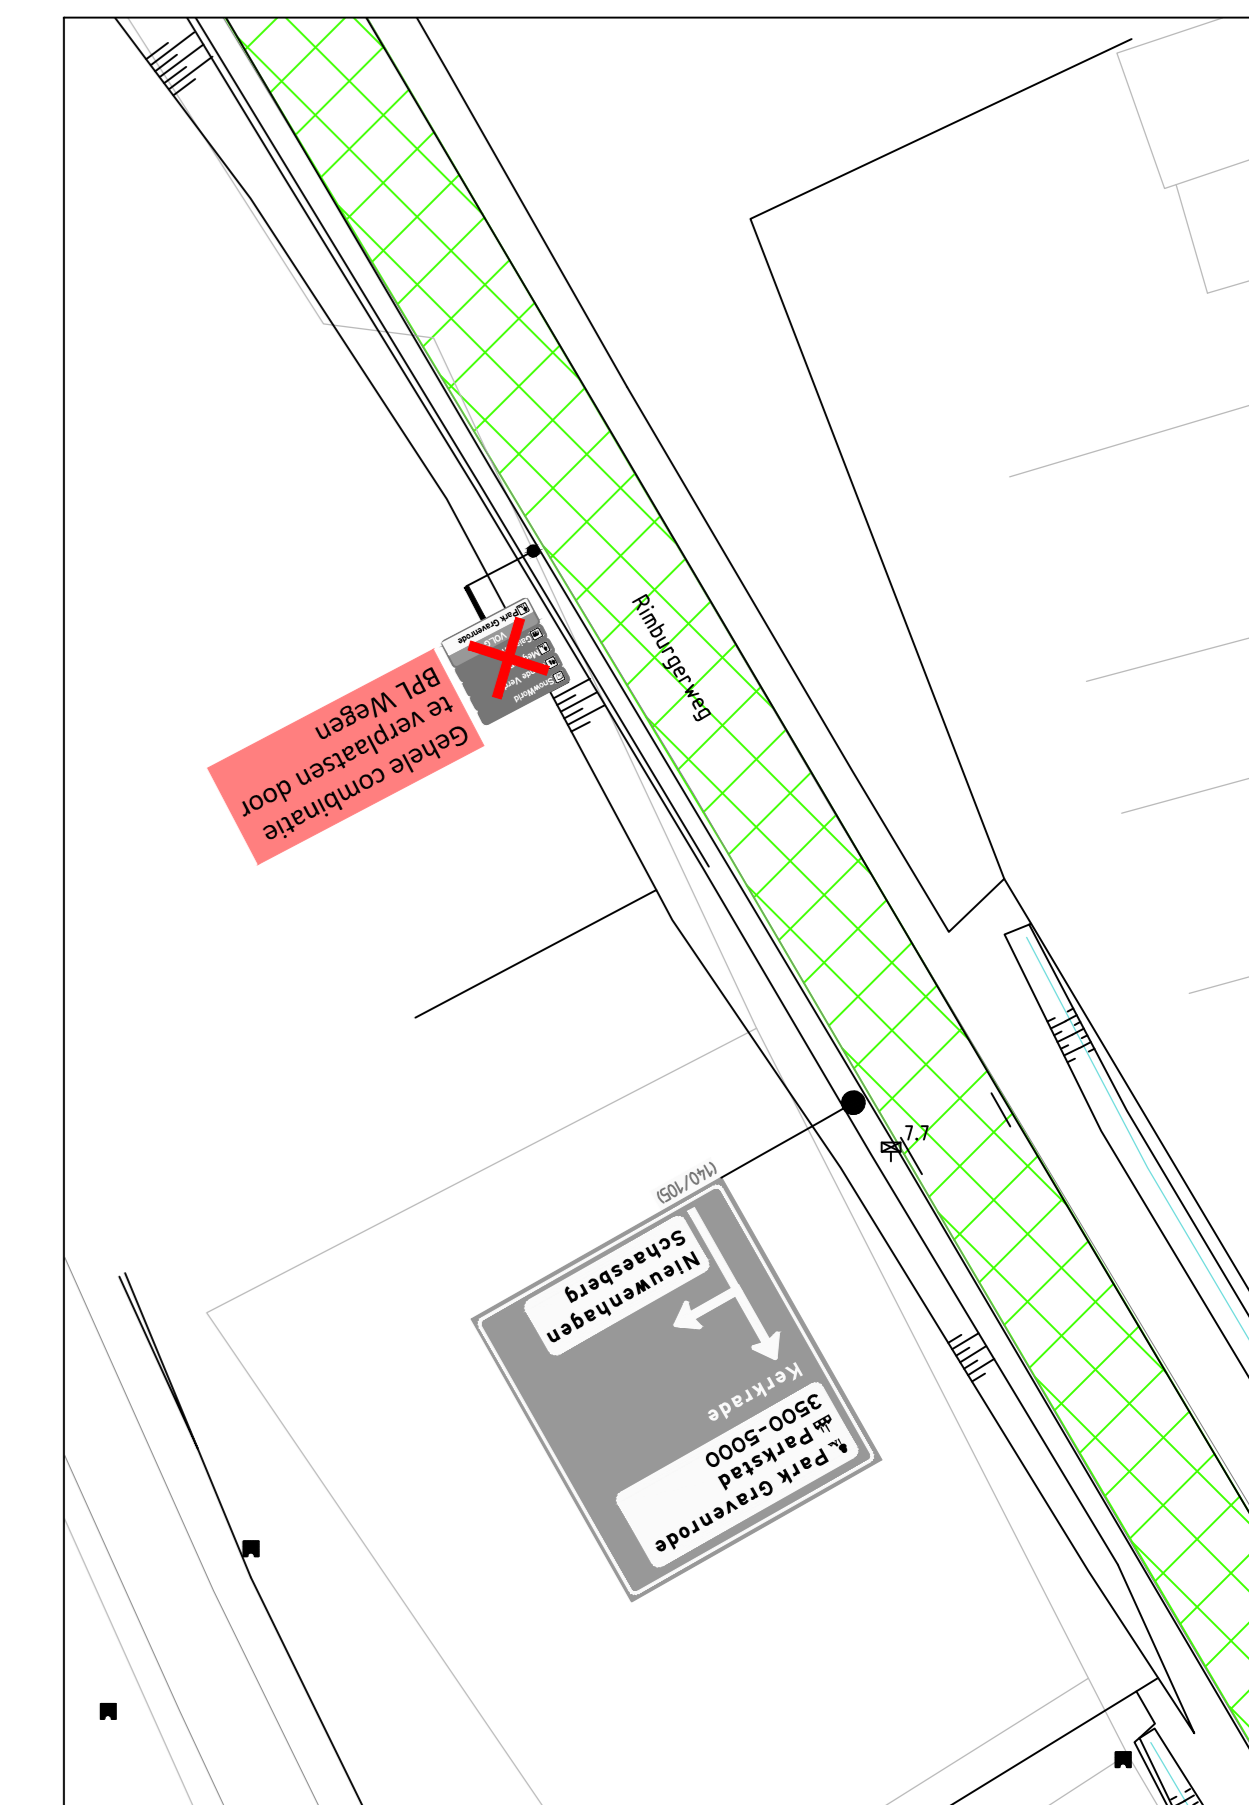 Park Gravenrode
SnowWorld
Gehele combinatie
te verplaatsen door
BPL Wegen
Rimburgerweg
7.7
(140/105)
Park Gravenrode
Parkstad
3500-5000
Kerkrade
Nieuwenhagen
Schaesberg